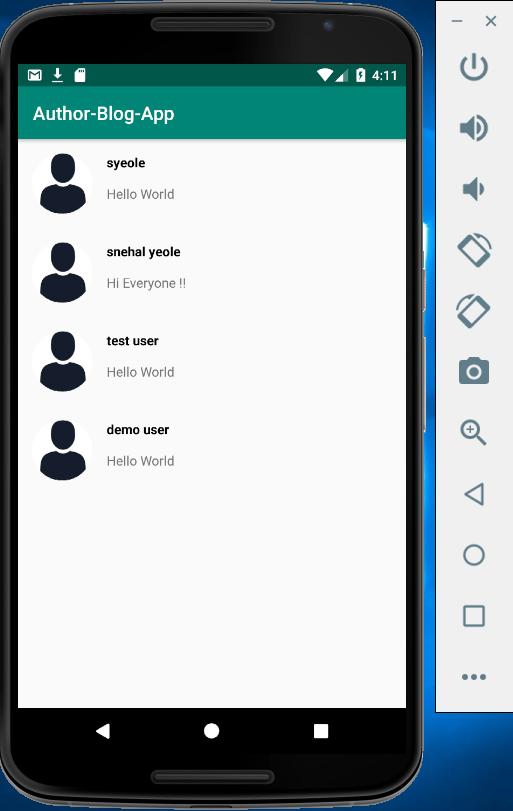 4:11
Author-Blog-App
syeole
Hello World
snehal yeole
Hi Everyone !!
test user
Hello World
demo user
Hello World